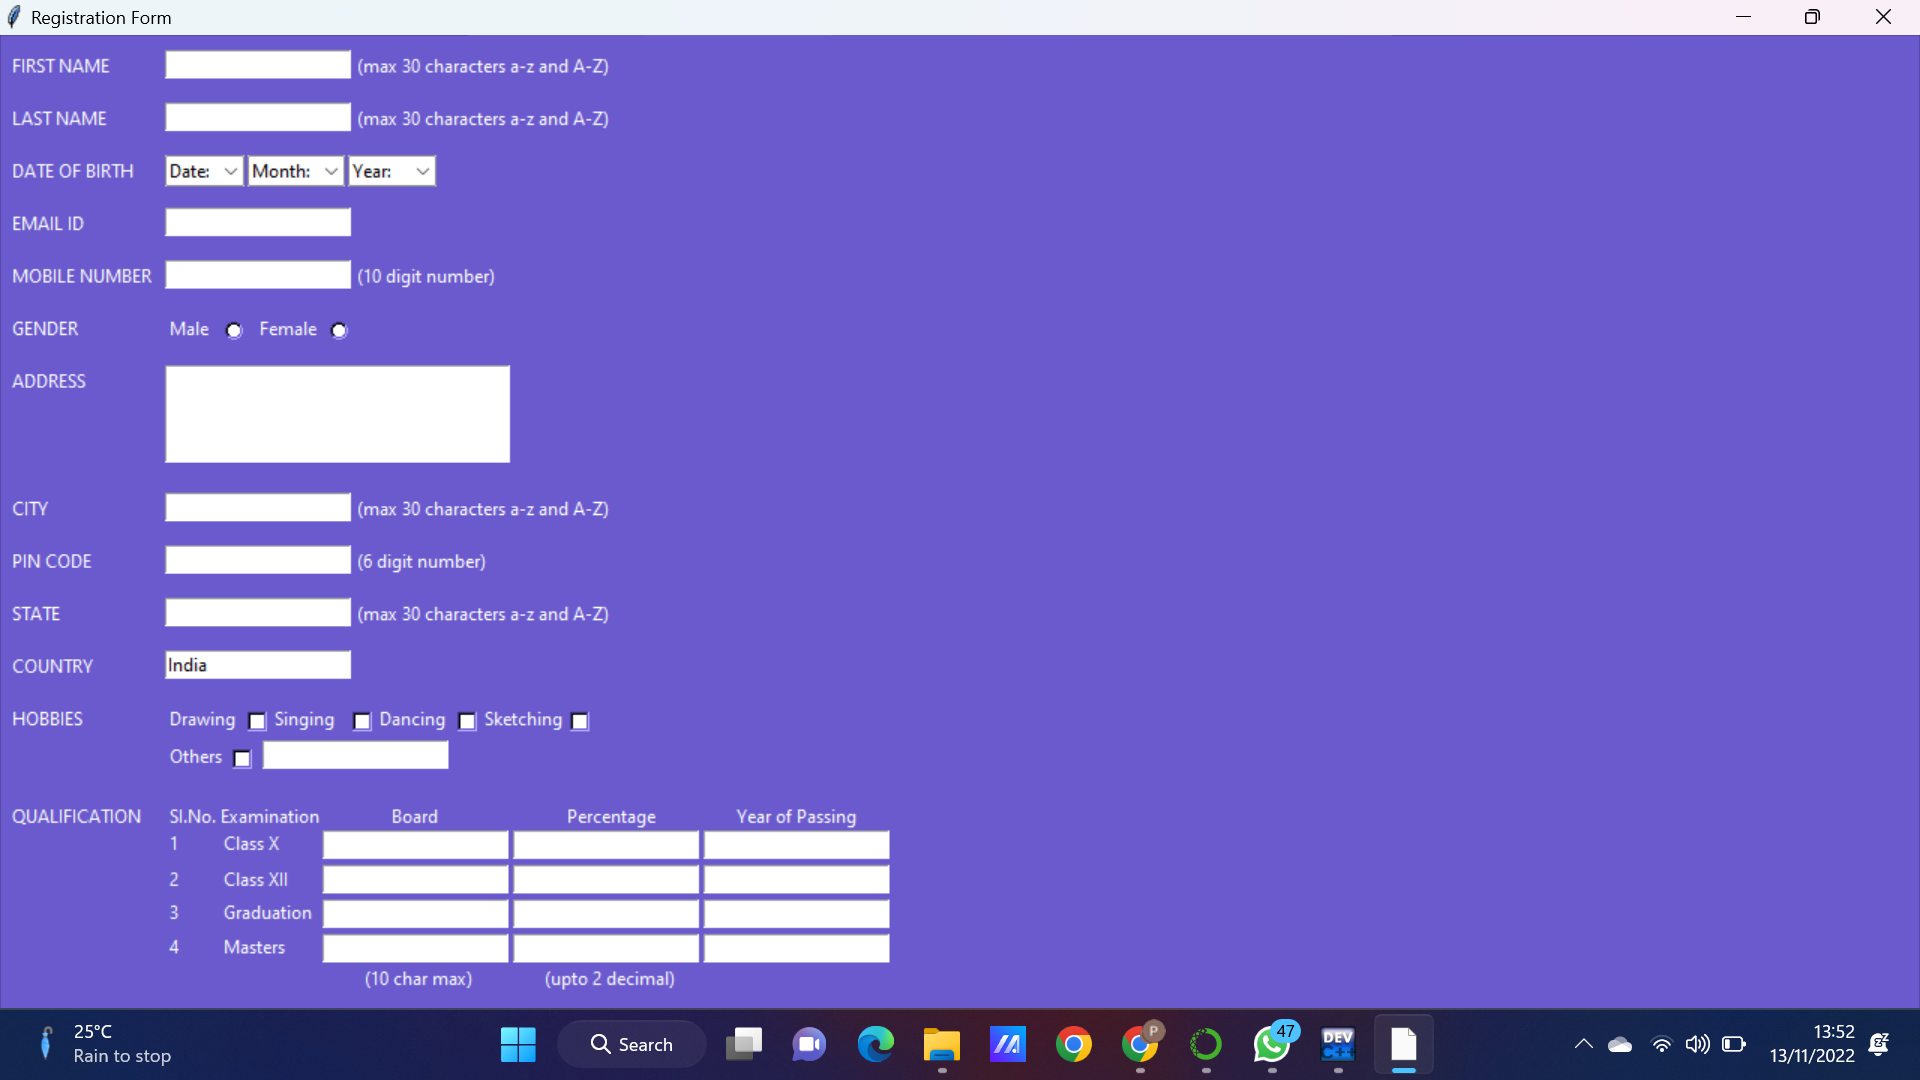 Registration Form
FIRST NAME (max 30 characters a-z and A-Z)
LAST NAME (max 30 characters a-z and A-Z)
DATE OF BIRTH Date: Month: Year:
EMAIL ID
MOBILE NUMBER (10 digit number)
GENDER Male Female
ADDRESS
CITY (max 30 characters a-z and A-Z)
PIN CODE (6 digit number)
STATE (max 30 characters a-z and A-Z)
COUNTRY India
HOBBIES Drawing Singing Dancing Sketching
Others
QUALIFICATION Sl.No. Examination Board Percentage Year of Passing
1 Class X
2 Class XII
3 Graduation
4 Masters
(10 char max) (upto 2 decimal)
25°C
Rain to stop
Search
P
47
DEV
C++
13:52
13/11/2022